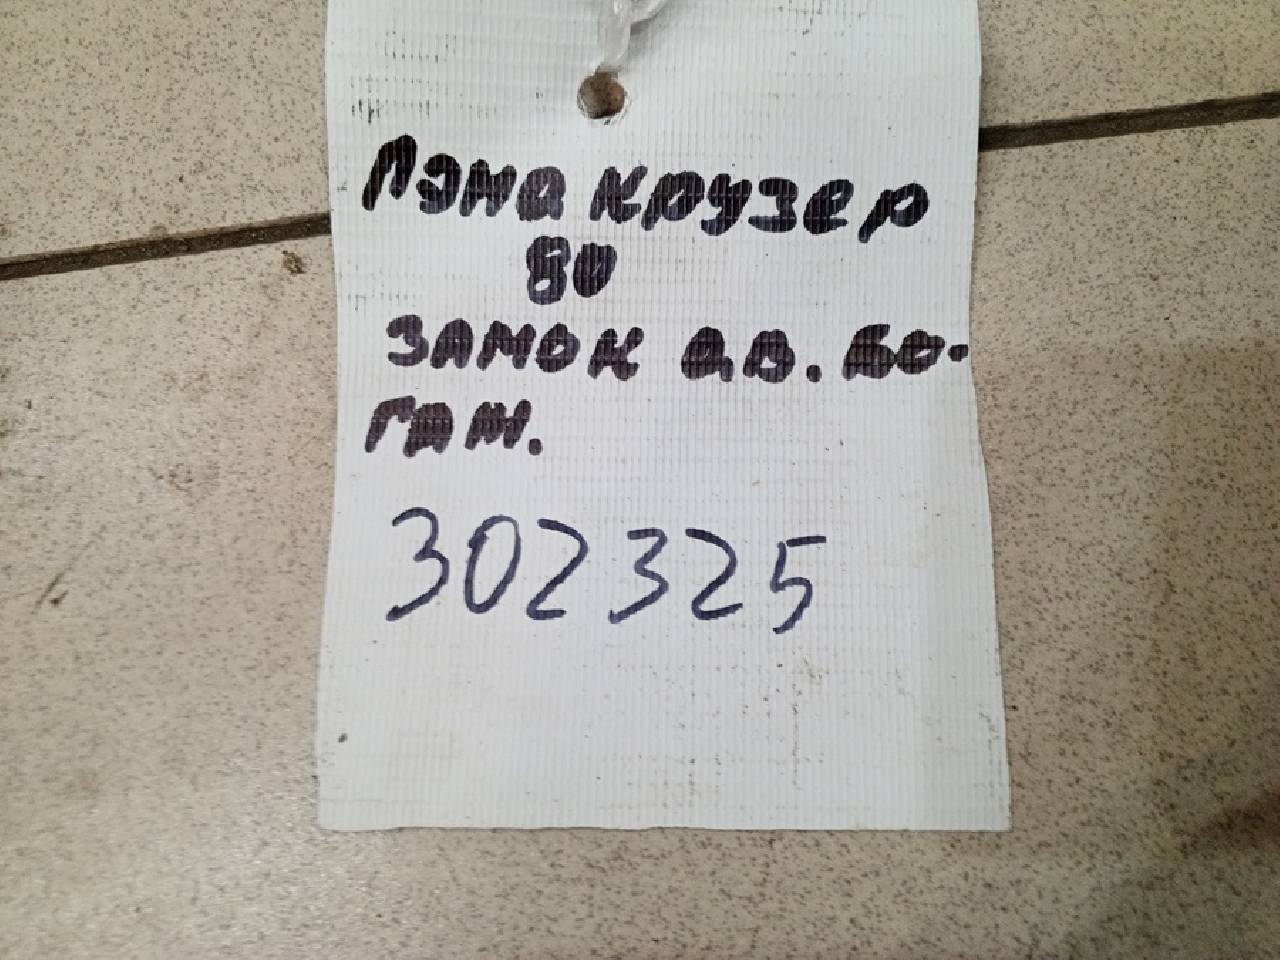 Лэнд крузер
80
замок дв. ба-
гаж.
302325